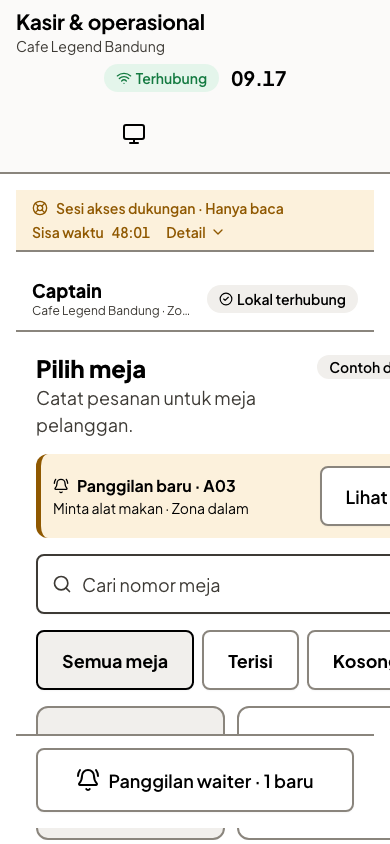 Kasir & operasional
Cafe Legend Bandung
Terhubung 09.17
Sesi akses dukungan · Hanya baca
Sisa waktu 48:01 Detail
Captain
Cafe Legend Bandung · Zo…
Lokal terhubung
Pilih meja
Contoh d
Catat pesanan untuk meja
pelanggan.
Panggilan baru · A03
Minta alat makan · Zona dalam
Lihat
Cari nomor meja
Semua meja Terisi Kosong
Panggilan waiter · 1 baru